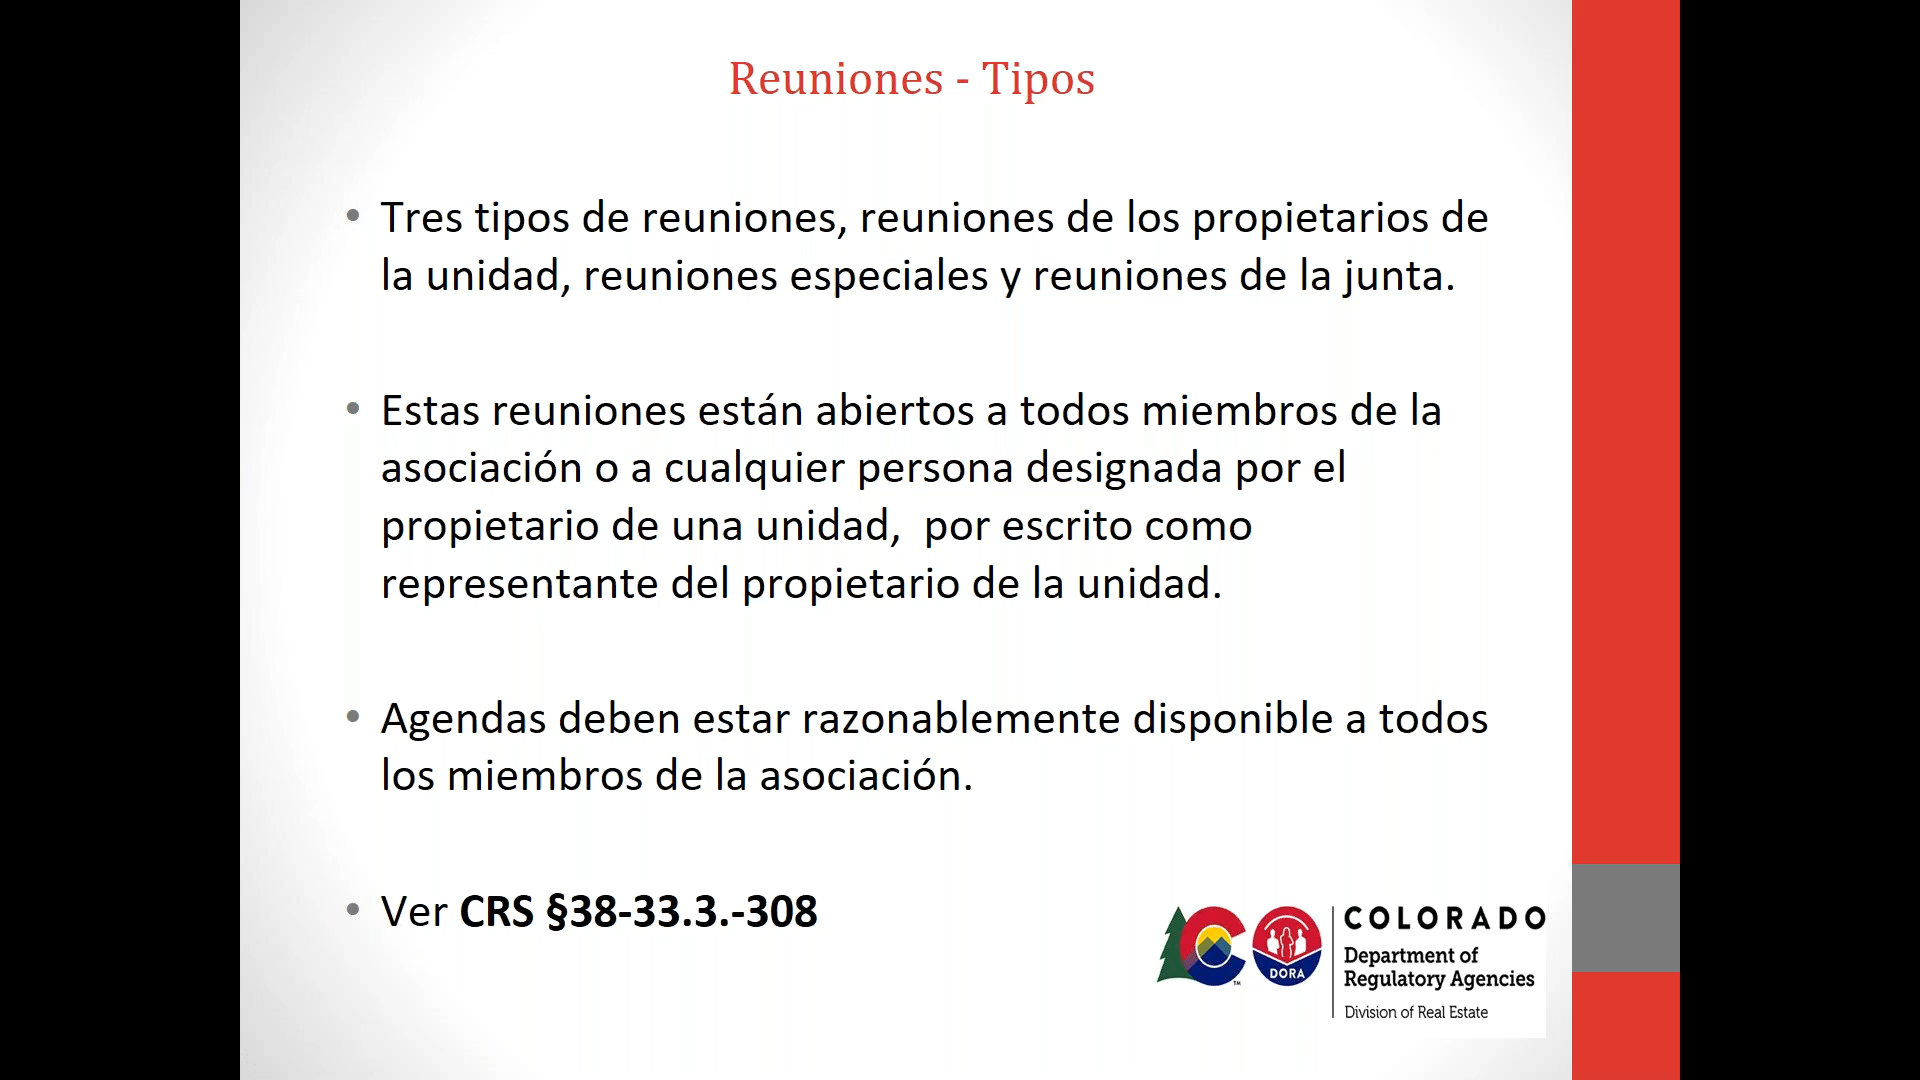 Reuniones - Tipos
• Tres tipos de reuniones, reuniones de los propietarios de
la unidad, reuniones especiales y reuniones de la junta.
• Estas reuniones están abiertos a todos miembros de la
asociación o a cualquier persona designada por el
propietario de una unidad,  por escrito como
representante del propietario de la unidad.
• Agendas deben estar razonablemente disponible a todos
los miembros de la asociación.
• Ver CRS §38-33.3.-308
DORA
TM
COLORADO
Department of
Regulatory Agencies
Division of Real Estate